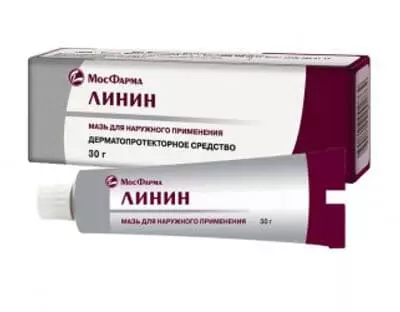 МосФарма
ЛИНИН
МАЗЬ ДЛЯ НАРУЖНОГО ПРИМЕНЕНИЯ
ДЕРМАТОПРОТЕКТОРНОЕ СРЕДСТВО
30 г
МосФарма
МАЗЬ ДЛЯ НАРУЖНОГО ПРИМЕНЕНИЯ
ЛИНИН
30 г